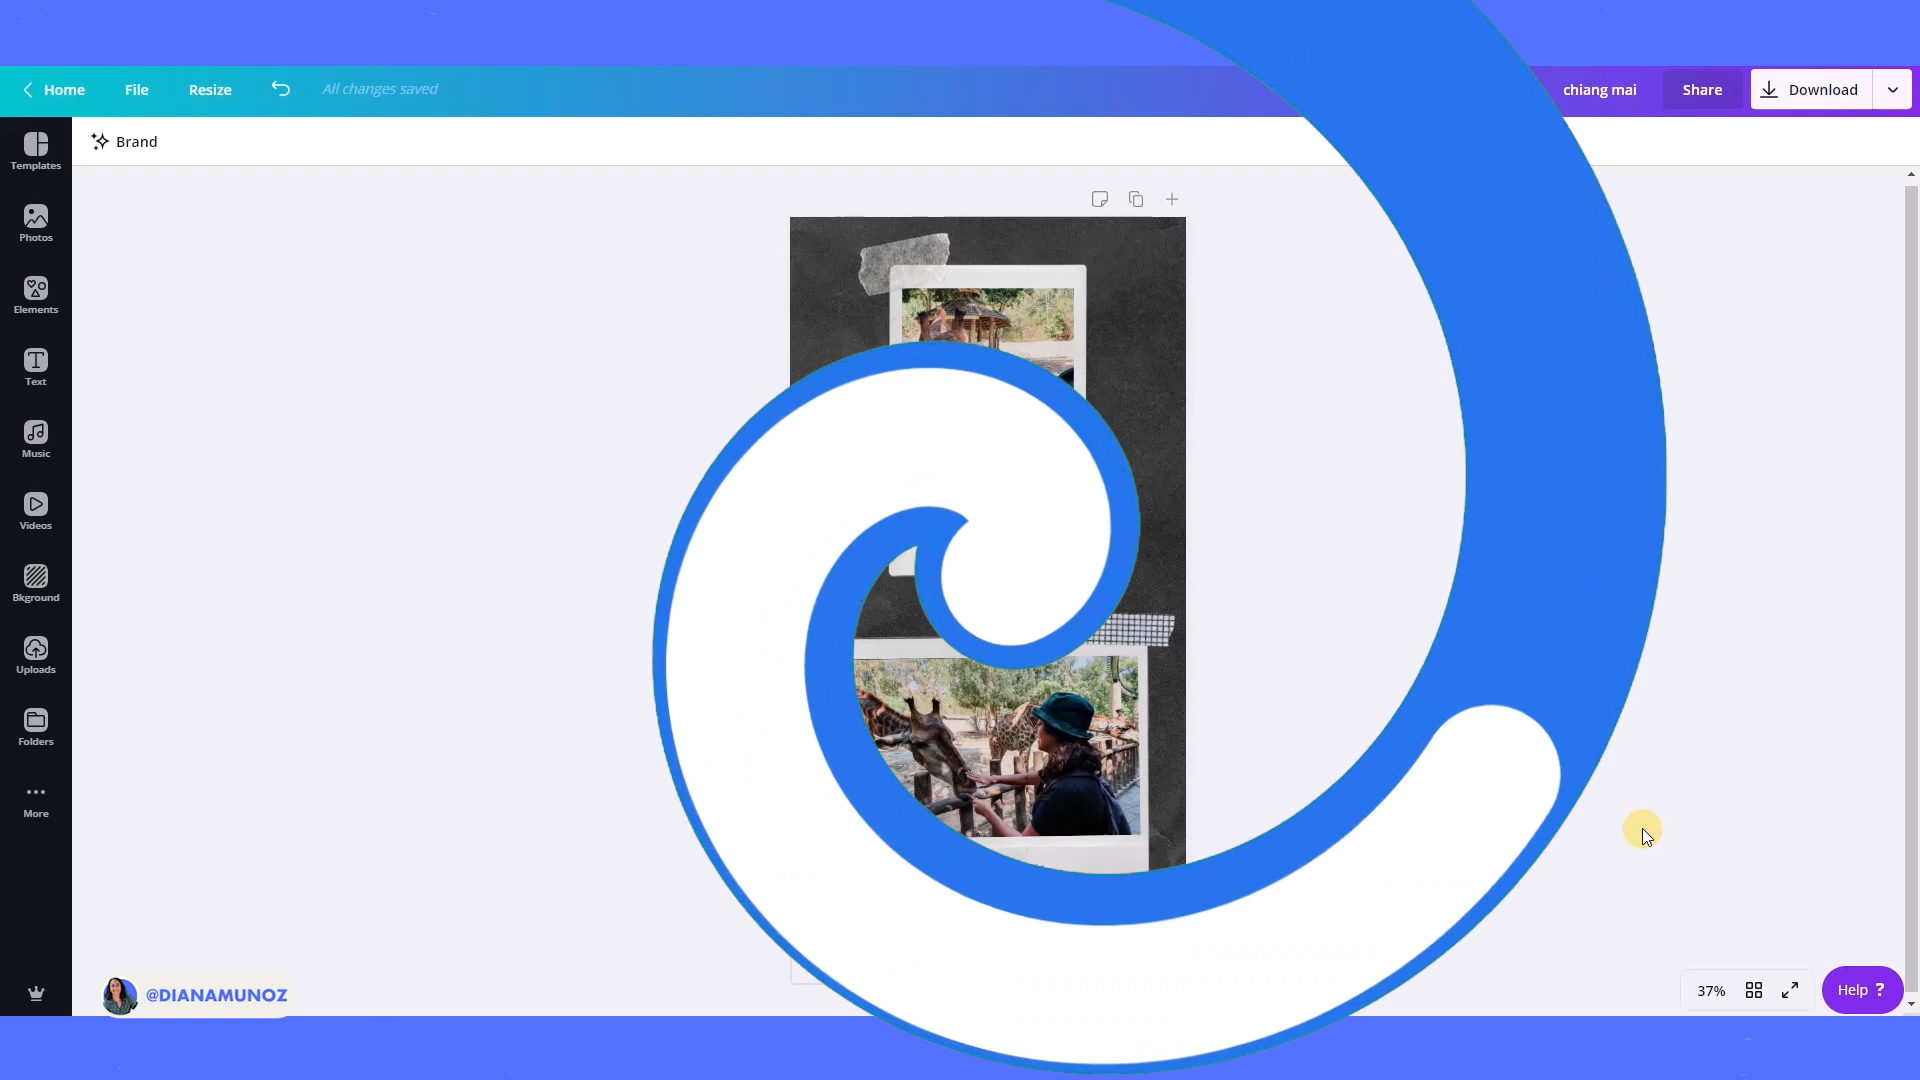 Home File Resize All changes saved chiang mai Share Download
Brand
Templates
Photos
Elements
Text
Music
Videos
Bkground
Uploads
Folders
More
@DIANAMUNOZ
37% Help ?